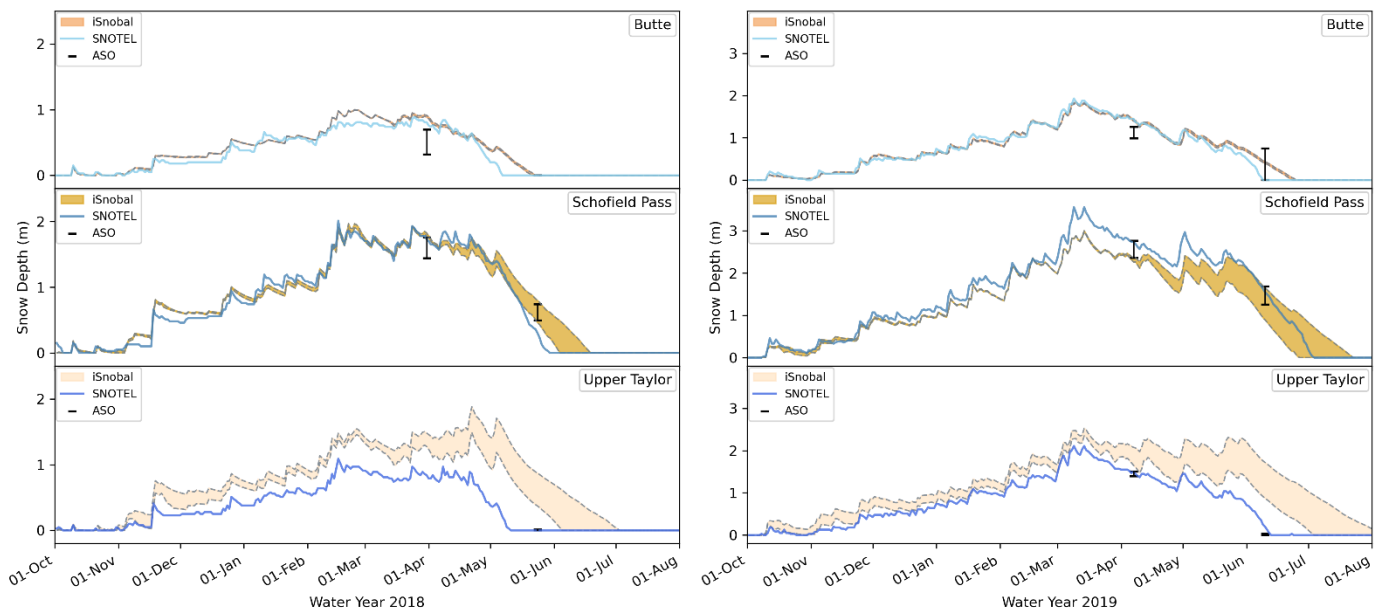 iSnobal
SNOTEL
ASO
Butte
2
1
0
iSnobal
SNOTEL
ASO
Schofield Pass
2
1
0
Snow Depth (m)
iSnobal
SNOTEL
ASO
Upper Taylor
2
1
0
01-Oct
01-Nov
01-Dec
01-Jan
01-Feb
01-Mar
01-Apr
01-May
01-Jun
01-Jul
01-Aug
Water Year 2018
iSnobal
SNOTEL
ASO
Butte
3
2
1
0
iSnobal
SNOTEL
ASO
Schofield Pass
3
2
1
0
Snow Depth (m)
iSnobal
SNOTEL
ASO
Upper Taylor
3
2
1
0
01-Oct
01-Nov
01-Dec
01-Jan
01-Feb
01-Mar
01-Apr
01-May
01-Jun
01-Jul
01-Aug
Water Year 2019